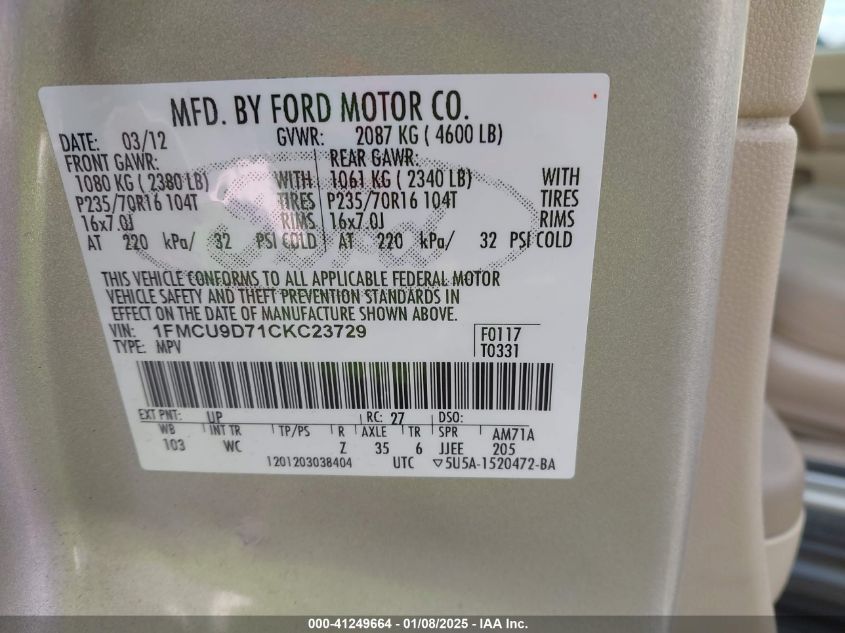 MFD. BY FORD MOTOR CO.
DATE: 03/12 GVWR: 2087 KG ( 4600 LB)
FRONT GAWR: REAR GAWR:
1080 KG ( 2380 LB) WITH 1061 KG ( 2340 LB) WITH
P235/70R16 104T TIRES P235/70R16 104T TIRES
16x7.0J RIMS 16x7.0J RIMS
AT 220 kPa/ 32 PSI COLD AT 220 kPa/ 32 PSI COLD
THIS VEHICLE CONFORMS TO ALL APPLICABLE FEDERAL MOTOR
VEHICLE SAFETY AND THEFT PREVENTION STANDARDS IN
EFFECT ON THE DATE OF MANUFACTURE SHOWN ABOVE.
VIN: 1FMCU9D71CKC23729 F0117
TYPE: MPV T0331
EXT PNT: UP RC: 27 DSO:
WB INT TR TP/PS R AXLE TR SPR AM71A
103 WC Z 35 6 JJEE 205
1201203038404 UTC ▽5U5A-1520472-BA
000-41249664 - 01/08/2025 - IAA Inc.